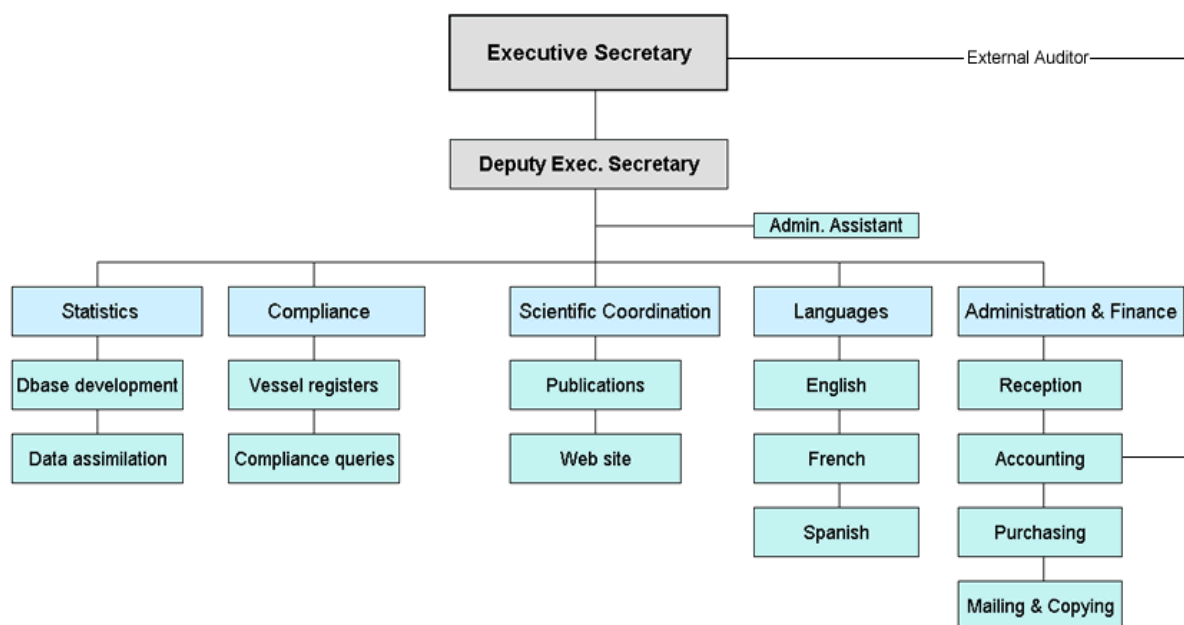 Executive Secretary
External Auditor
Deputy Exec. Secretary
Admin. Assistant
Statistics
Compliance
Scientific Coordination
Languages
Administration & Finance
Dbase development
Vessel registers
Publications
English
Reception
Data assimilation
Compliance queries
Web site
French
Accounting
Spanish
Purchasing
Mailing & Copying